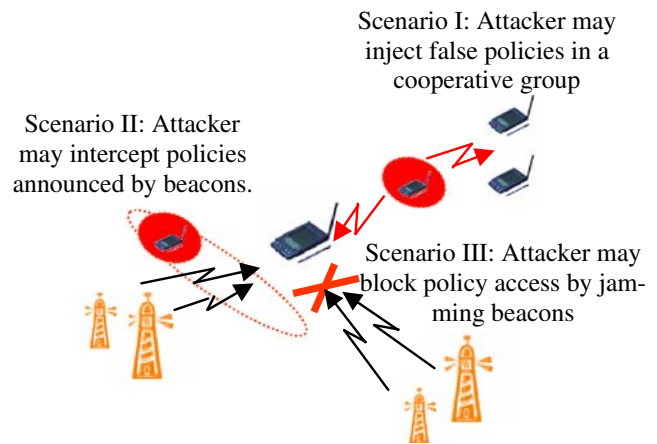 Scenario I: Attacker may
inject false policies in a
cooperative group
Scenario II: Attacker
may intercept policies
announced by beacons.
Scenario III: Attacker may
block policy access by jam-
ming beacons